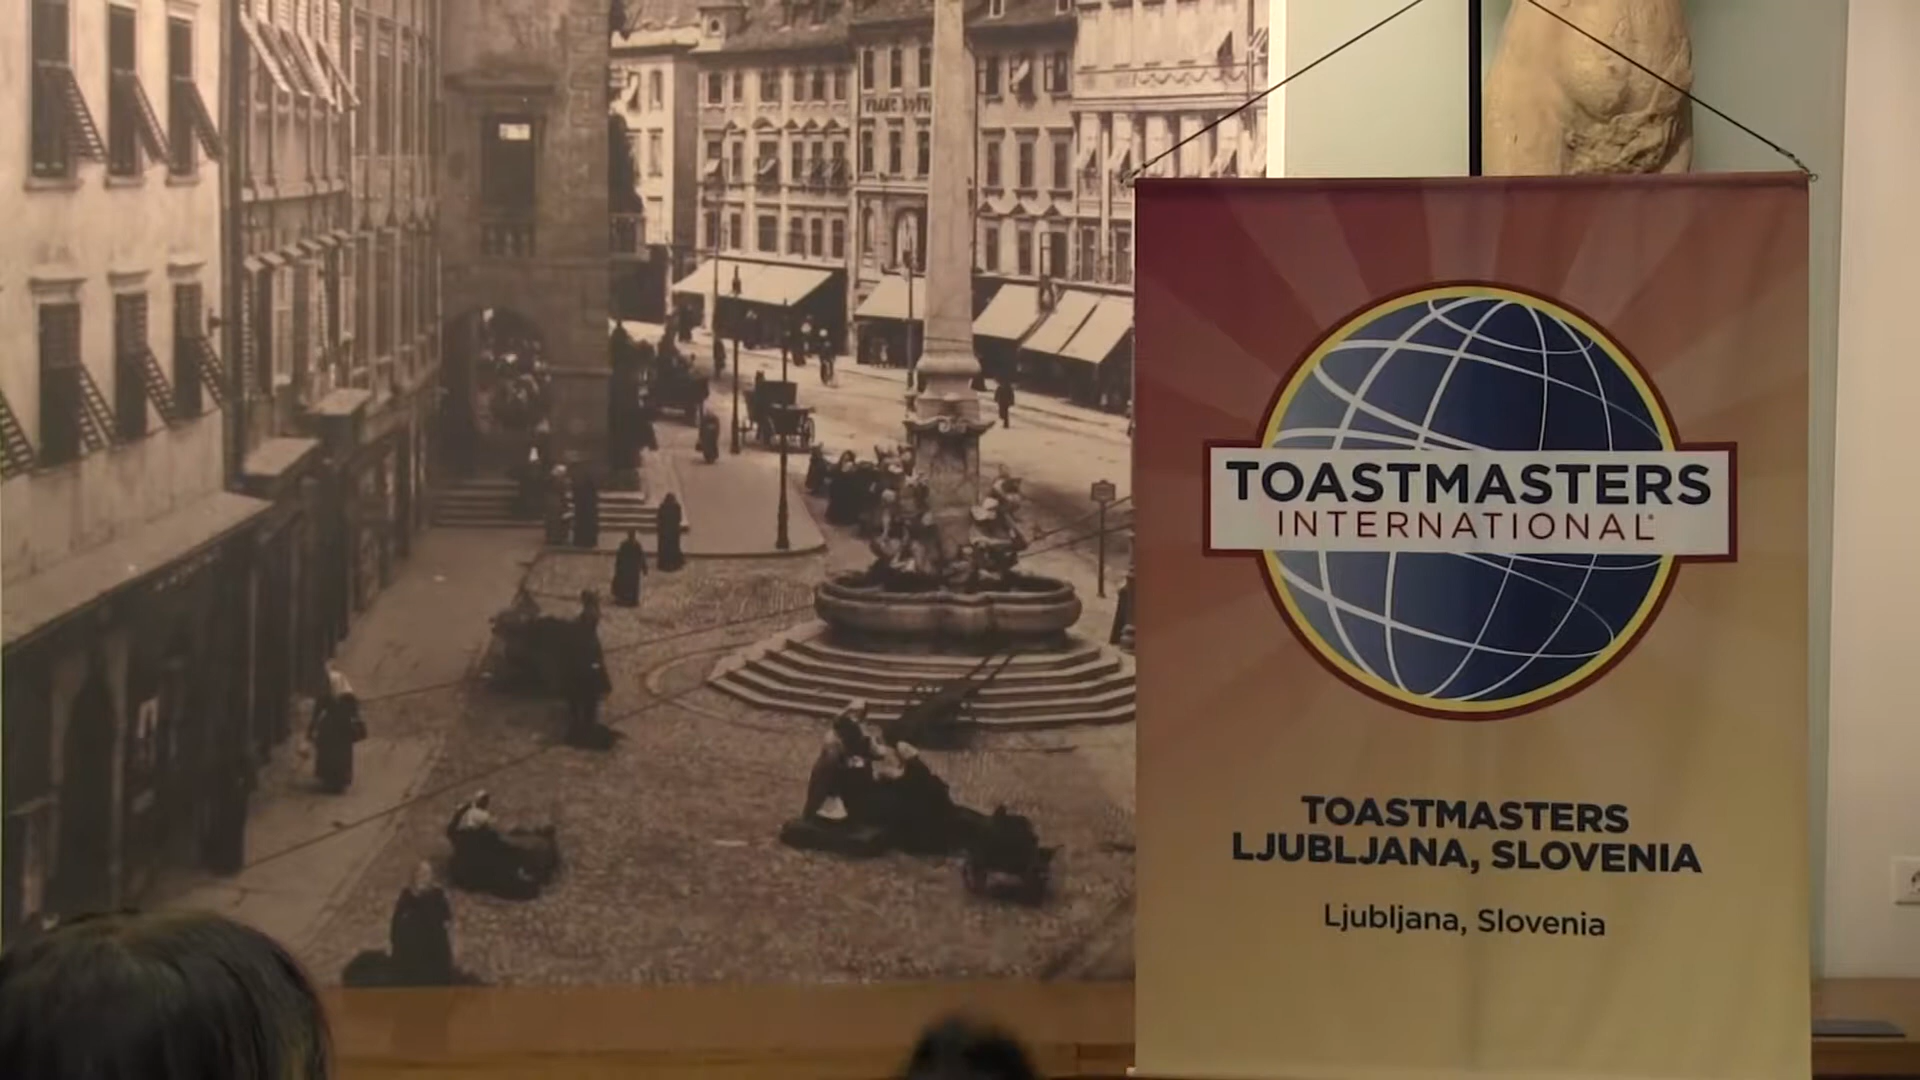 TOASTMASTERS
INTERNATIONAL
TOASTMASTERS
LJUBLJANA, SLOVENIA
Ljubljana, Slovenia